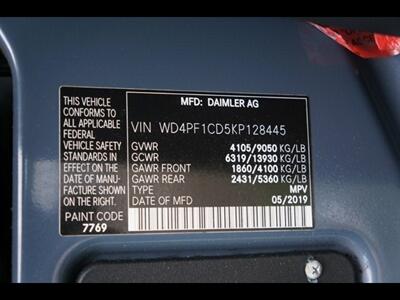 MFD. DAIMLER AG
THIS VEHICLE
CONFORMS TO
ALL APPLICABLE
FEDERAL
VEHICLE SAFETY
STANDARDS IN
EFFECT ON THE
DATE OF MANU-
FACTURE SHOWN
ON THE RIGHT.
PAINT CODE
7769
VIN WD4PF1CD5KP128445
GVWR 4105/9050 KG/LB
GCWR 6319/13930 KG/LB
GAWR FRONT 1860/4100 KG/LB
GAWR REAR 2431/5360 KG/LB
TYPE MPV
DATE OF MFD 05/2019